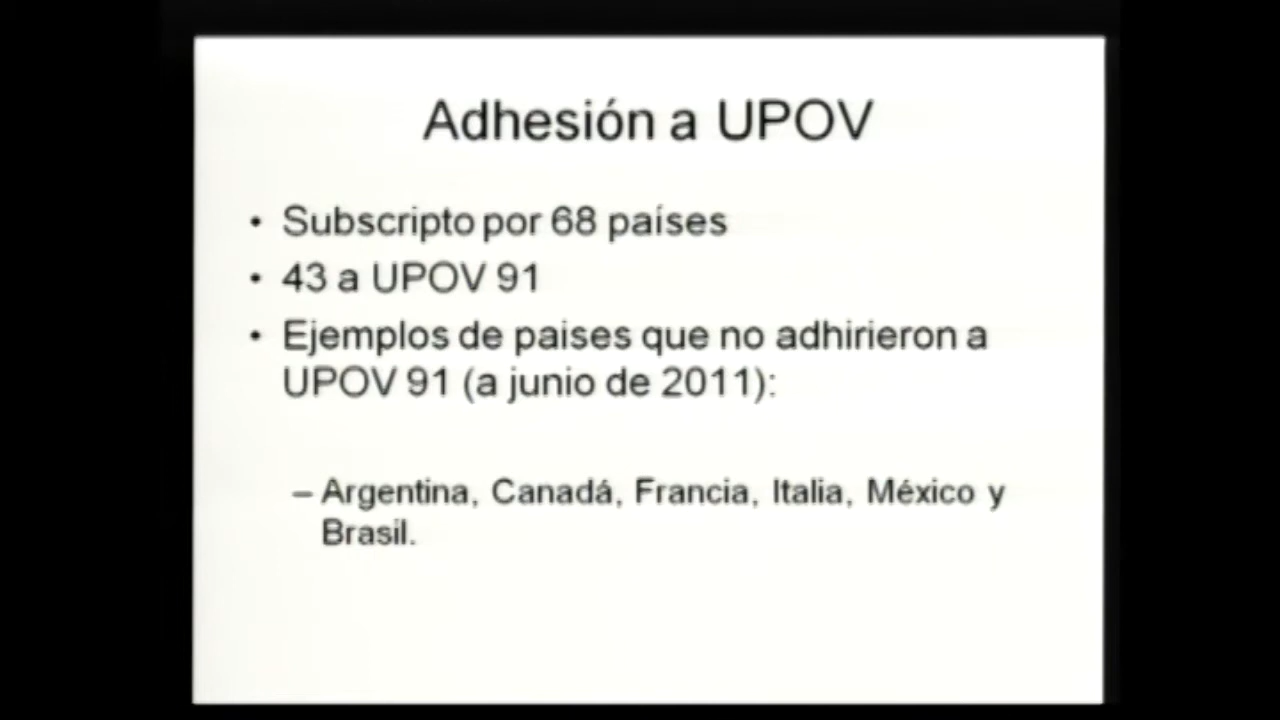 Adhesión a UPOV
• Subscripto por 68 países
• 43 a UPOV 91
• Ejemplos de paises que no adhirieron a
UPOV 91 (a junio de 2011):
– Argentina, Canadá, Francia, Italia, México y
Brasil.